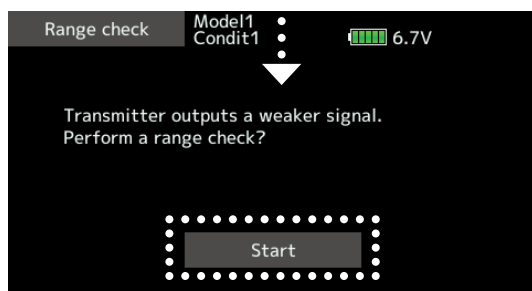 Range check
Model1
Condit1
6.7V
Transmitter outputs a weaker signal.
Perform a range check?
Start